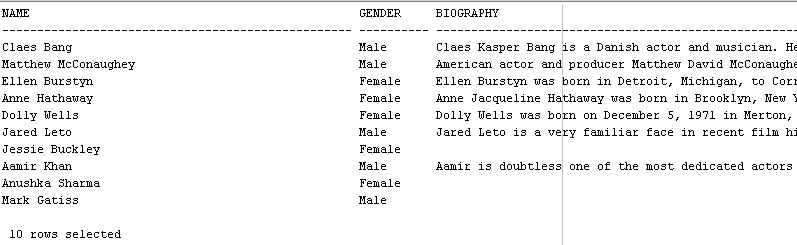 NAME GENDER BIOGRAPHY
Claes Bang Male Claes Kasper Bang is a Danish actor and musician. He
Matthew McConaughey Male American actor and producer Matthew David McConaughe
Ellen Burstyn Female Ellen Burstyn was born in Detroit, Michigan, to Corr
Anne Hathaway Female Anne Jacqueline Hathaway was born in Brooklyn, New Y
Dolly Wells Female Dolly Wells was born on December 5, 1971 in Merton,
Jared Leto Male Jared Leto is a very familiar face in recent film hi
Jessie Buckley Female
Aamir Khan Male Aamir is doubtless one of the most dedicated actors
Anushka Sharma Female
Mark Gatiss Male
10 rows selected